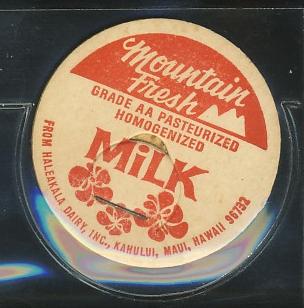 Mountain
Fresh
GRADE AA PASTEURIZED
HOMOGENIZED
MiLK
FROM HALEAKALA DAIRY, INC., KAHULUI, MAUI, HAWAII 96732